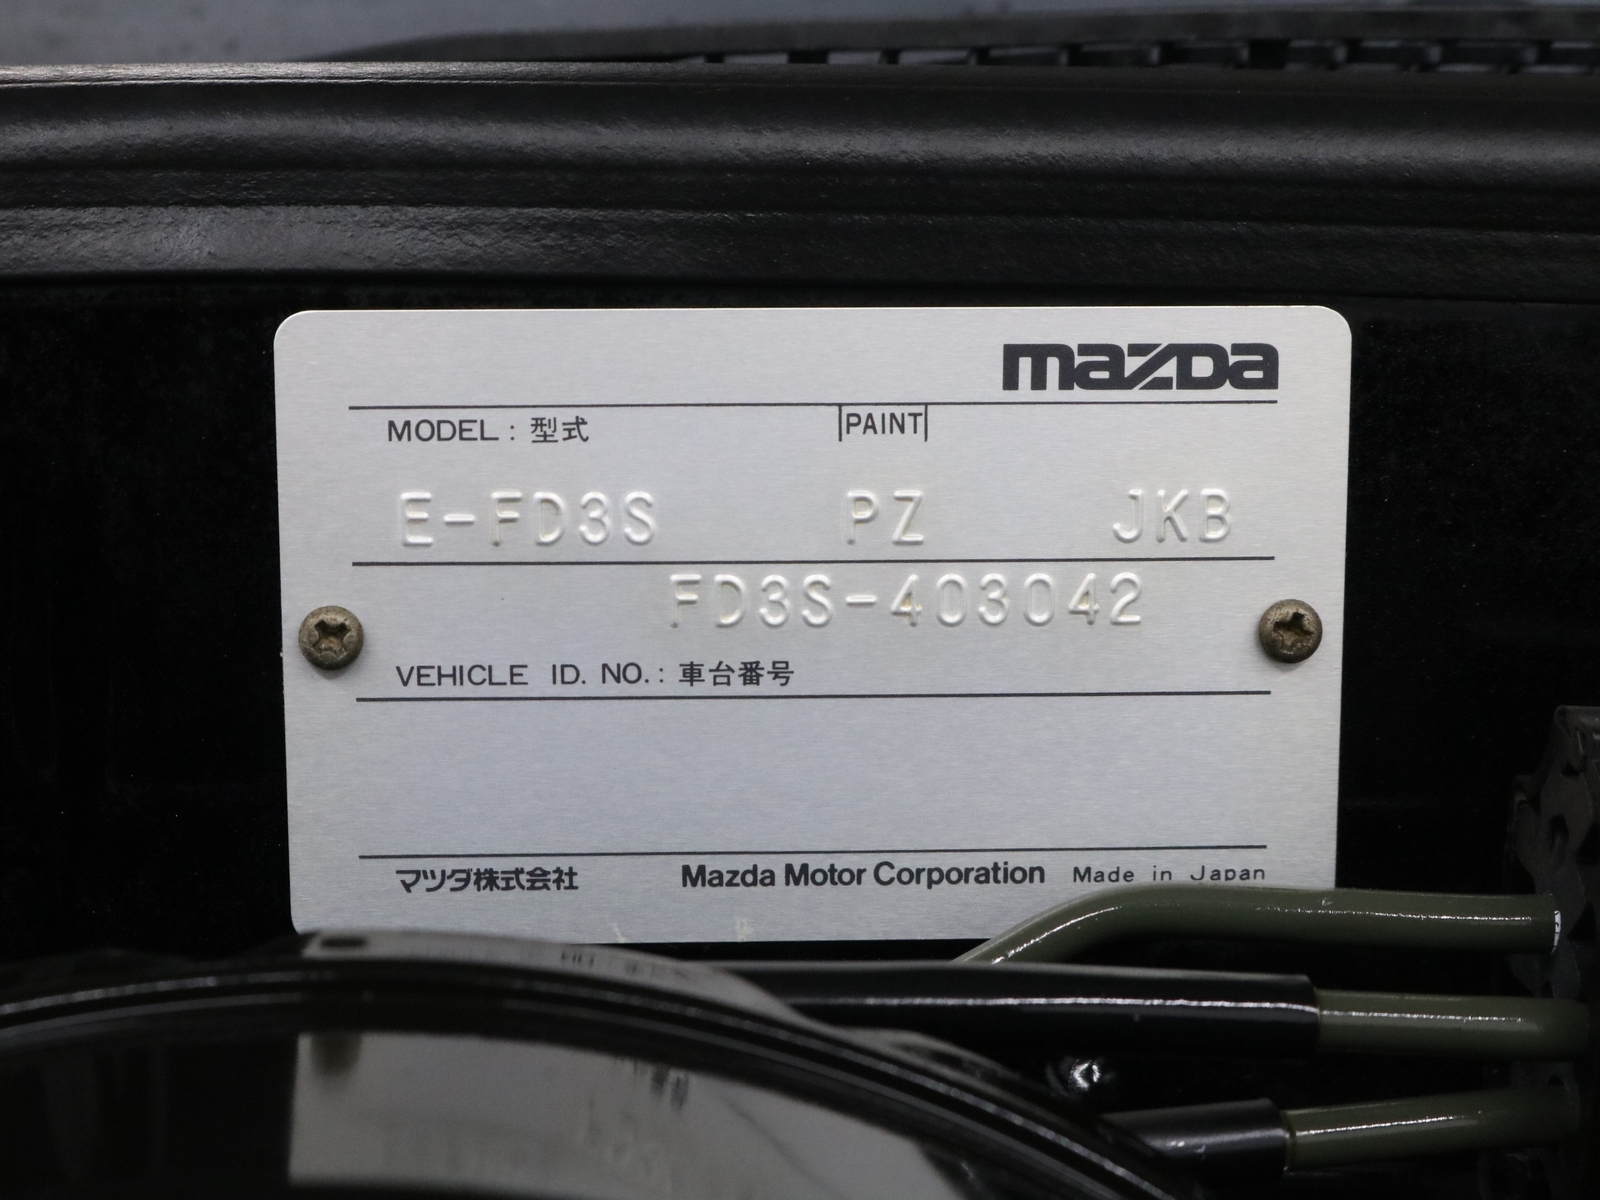 mazda
MODEL : 型式 PAINT
E-FD3S PZ JKB
FD3S-403042
VEHICLE ID. NO. : 車台番号
マツダ株式会社 Mazda Motor Corporation Made in Japan